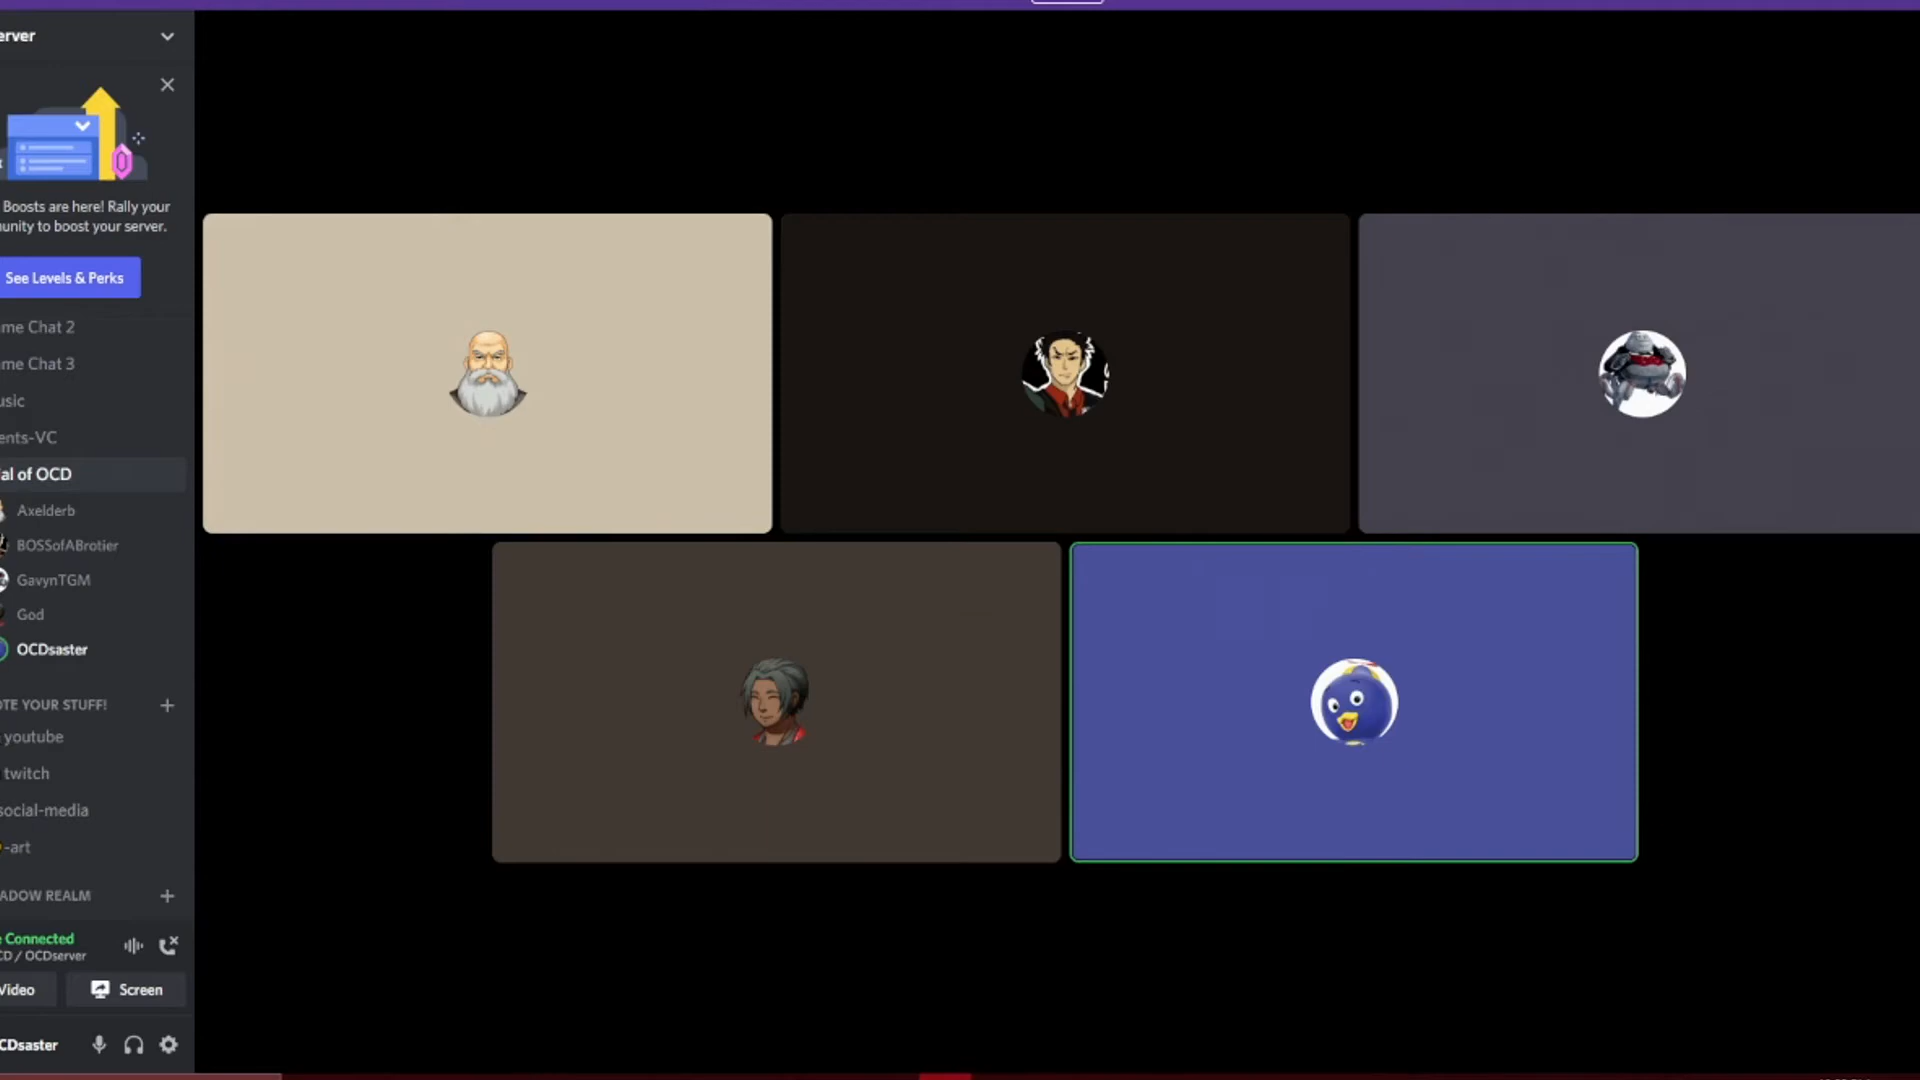 erver
Boosts are here! Rally your
unity to boost your server.
See Levels & Perks
me Chat 2
me Chat 3
usic
ents-VC
al of OCD
Axelderb
BOSSofABrotier
GavynTGM
God
OCDsaster
OTE YOUR STUFF!
youtube
twitch
social-media
-art
ADOW REALM
Connected
CD / OCDserver
Video
Screen
CDsaster